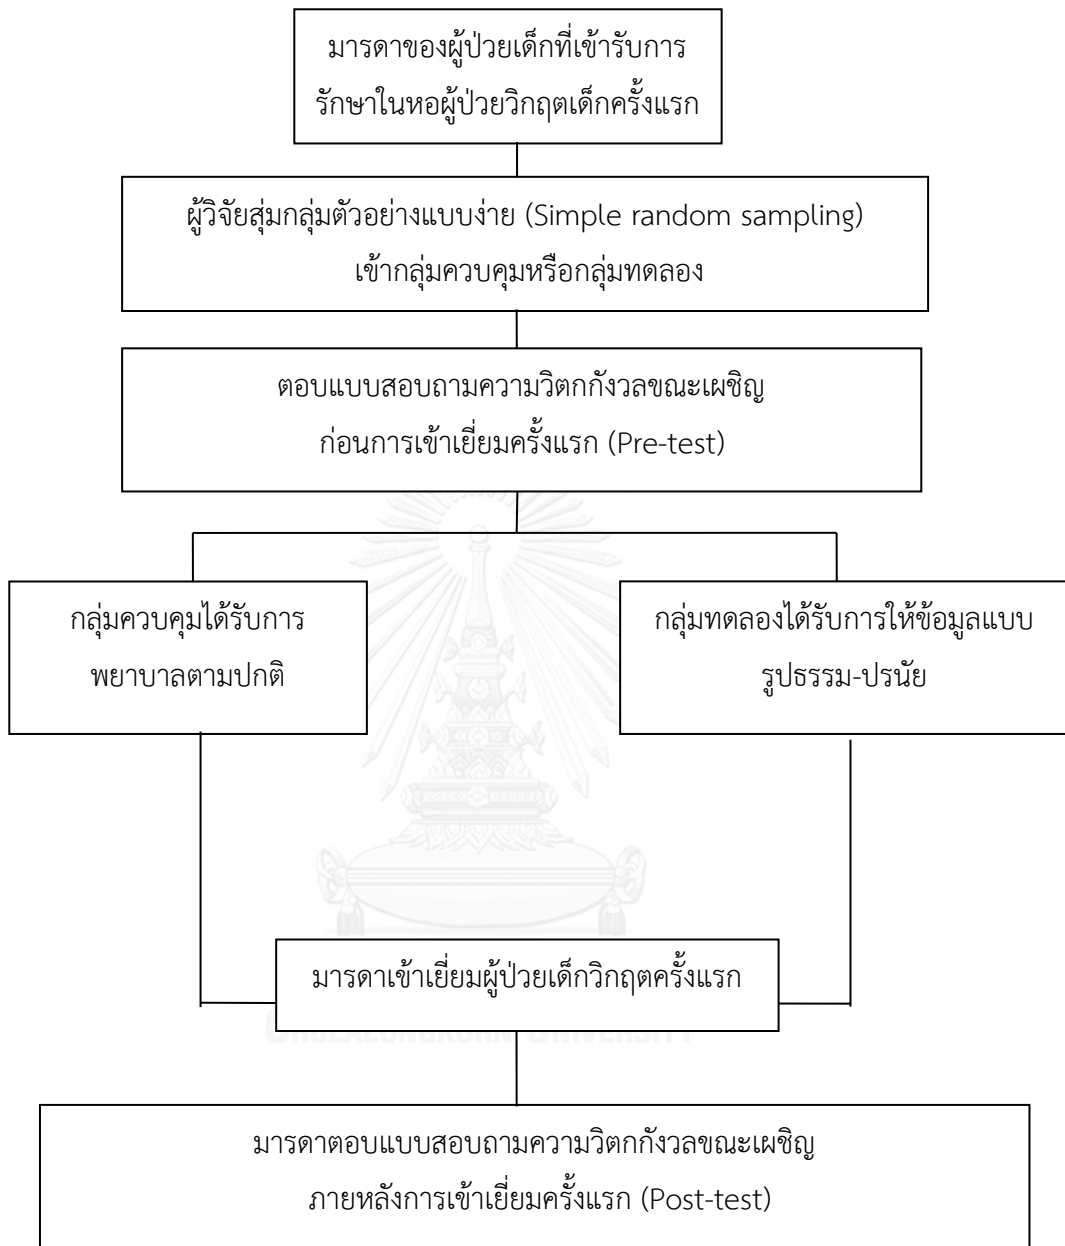 มารดาของผู้ป่วยเด็กที่เข้ารับการ
รักษาในหอผู้ป่วยวิกฤตเด็กครั้งแรก
ผู้วิจัยสุ่มกลุ่มตัวอย่างแบบง่าย (Simple random sampling)
เข้ากลุ่มควบคุมหรือกลุ่มทดลอง
ตอบแบบสอบถามความวิตกกังวลขณะเผชิญ
ก่อนการเข้าเยี่ยมครั้งแรก (Pre-test)
กลุ่มควบคุมได้รับการ
พยาบาลตามปกติ
กลุ่มทดลองได้รับการให้ข้อมูลแบบ
รูปธรรม-ปรนัย
มารดาเข้าเยี่ยมผู้ป่วยเด็กวิกฤตครั้งแรก
CHULALONGKORN UNIVERSITY
มารดาตอบแบบสอบถามความวิตกกังวลขณะเผชิญ
ภายหลังการเข้าเยี่ยมครั้งแรก (Post-test)